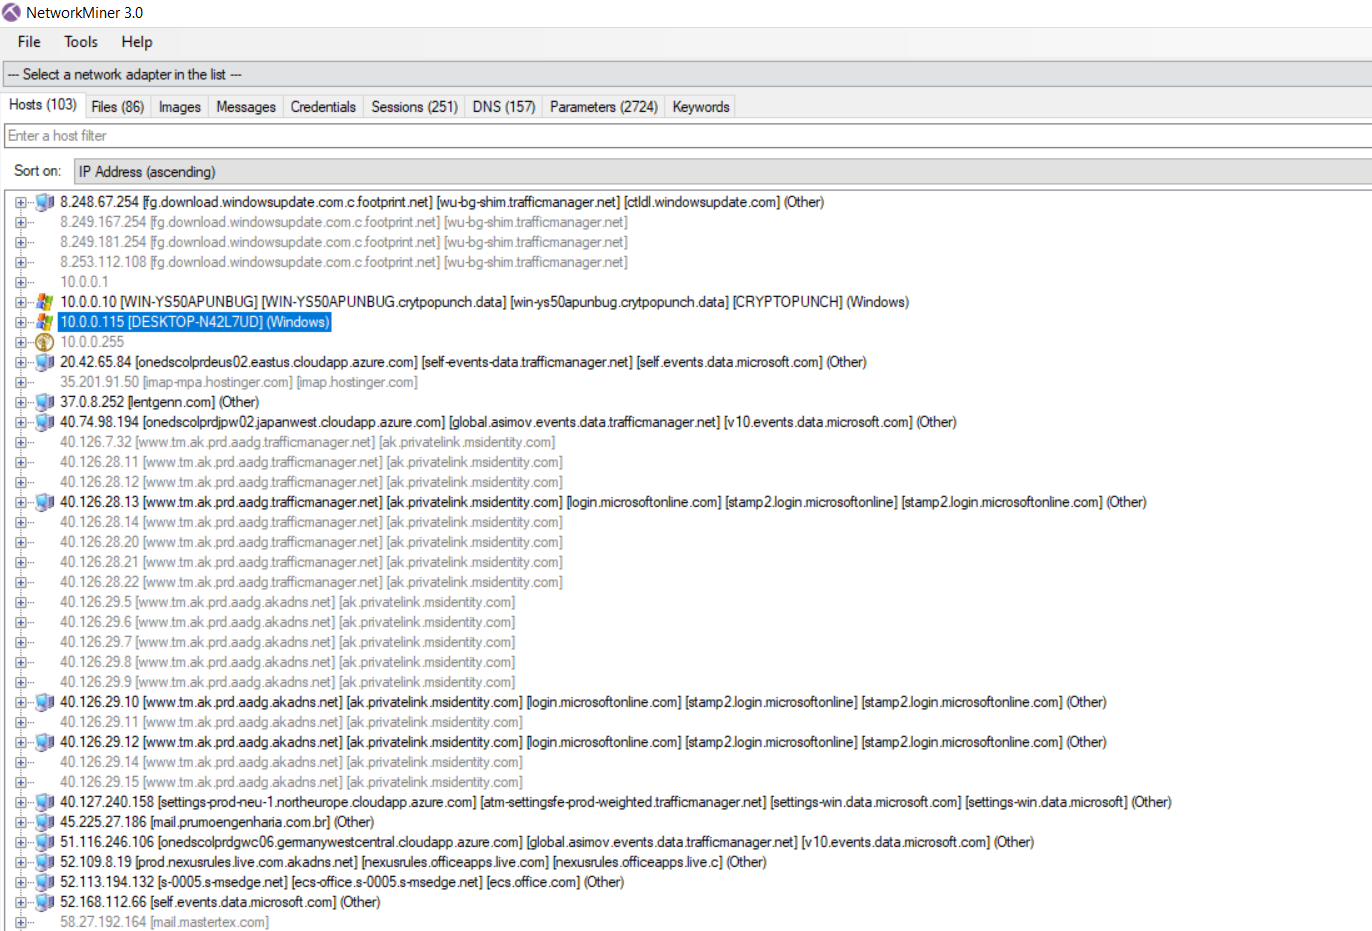 NetworkMiner 3.0
File Tools Help
--- Select a network adapter in the list ---
Hosts (103) Files (86) Images Messages Credentials Sessions (251) DNS (157) Parameters (2724) Keywords
Enter a host filter
Sort on: IP Address (ascending)
8.248.67.254 [fg.download.windowsupdate.com.c.footprint.net] [wu-bg-shim.trafficmanager.net] [ctldl.windowsupdate.com] (Other)
8.249.167.254 [fg.download.windowsupdate.com.c.footprint.net] [wu-bg-shim.trafficmanager.net]
8.249.181.254 [fg.download.windowsupdate.com.c.footprint.net] [wu-bg-shim.trafficmanager.net]
8.253.112.108 [fg.download.windowsupdate.com.c.footprint.net] [wu-bg-shim.trafficmanager.net]
10.0.0.1
10.0.0.10 [WIN-YS50APUNBUG] [WIN-YS50APUNBUG.crytpopunch.data] [win-ys50apunbug.crytpopunch.data] [CRYPTOPUNCH] (Windows)
10.0.0.115 [DESKTOP-N42L7UD] (Windows)
10.0.0.255
20.42.65.84 [onedscolprdeus02.eastus.cloudapp.azure.com] [self-events-data.trafficmanager.net] [self.events.data.microsoft.com] (Other)
35.201.91.50 [imap-mpa.hostinger.com] [imap.hostinger.com]
37.0.8.252 [lentgenn.com] (Other)
40.74.98.194 [onedscolprdjpw02.japanwest.cloudapp.azure.com] [global.asimov.events.data.trafficmanager.net] [v10.events.data.microsoft.com] (Other)
40.126.7.32 [www.tm.ak.prd.aadg.trafficmanager.net] [ak.privatelink.msidentity.com]
40.126.28.11 [www.tm.ak.prd.aadg.trafficmanager.net] [ak.privatelink.msidentity.com]
40.126.28.12 [www.tm.ak.prd.aadg.trafficmanager.net] [ak.privatelink.msidentity.com]
40.126.28.13 [www.tm.ak.prd.aadg.trafficmanager.net] [ak.privatelink.msidentity.com] [login.microsoftonline.com] [stamp2.login.microsoftonline] [stamp2.login.microsoftonline.com] (Other)
40.126.28.14 [www.tm.ak.prd.aadg.trafficmanager.net] [ak.privatelink.msidentity.com]
40.126.28.20 [www.tm.ak.prd.aadg.trafficmanager.net] [ak.privatelink.msidentity.com]
40.126.28.21 [www.tm.ak.prd.aadg.trafficmanager.net] [ak.privatelink.msidentity.com]
40.126.28.22 [www.tm.ak.prd.aadg.trafficmanager.net] [ak.privatelink.msidentity.com]
40.126.29.5 [www.tm.ak.prd.aadg.akadns.net] [ak.privatelink.msidentity.com]
40.126.29.6 [www.tm.ak.prd.aadg.akadns.net] [ak.privatelink.msidentity.com]
40.126.29.7 [www.tm.ak.prd.aadg.akadns.net] [ak.privatelink.msidentity.com]
40.126.29.8 [www.tm.ak.prd.aadg.akadns.net] [ak.privatelink.msidentity.com]
40.126.29.9 [www.tm.ak.prd.aadg.akadns.net] [ak.privatelink.msidentity.com]
40.126.29.10 [www.tm.ak.prd.aadg.akadns.net] [ak.privatelink.msidentity.com] [login.microsoftonline.com] [stamp2.login.microsoftonline] [stamp2.login.microsoftonline.com] (Other)
40.126.29.11 [www.tm.ak.prd.aadg.akadns.net] [ak.privatelink.msidentity.com]
40.126.29.12 [www.tm.ak.prd.aadg.akadns.net] [ak.privatelink.msidentity.com] [login.microsoftonline.com] [stamp2.login.microsoftonline] [stamp2.login.microsoftonline.com] (Other)
40.126.29.14 [www.tm.ak.prd.aadg.akadns.net] [ak.privatelink.msidentity.com]
40.126.29.15 [www.tm.ak.prd.aadg.akadns.net] [ak.privatelink.msidentity.com]
40.127.240.158 [settings-prod-neu-1.northeurope.cloudapp.azure.com] [atm-settingsfe-prod-weighted.trafficmanager.net] [settings-win.data.microsoft.com] [settings-win.data.microsoft] (Other)
45.225.27.186 [mail.prumoengenharia.com.br] (Other)
51.116.246.106 [onedscolprdgwc06.germanywestcentral.cloudapp.azure.com] [global.asimov.events.data.trafficmanager.net] [v10.events.data.microsoft.com] (Other)
52.109.8.19 [prod.nexusrules.live.com.akadns.net] [nexusrules.officeapps.live.com] [nexusrules.officeapps.live.c] (Other)
52.113.194.132 [s-0005.s-msedge.net] [ecs-office.s-0005.s-msedge.net] [ecs.office.com] (Other)
52.168.112.66 [self.events.data.microsoft.com] (Other)
58.27.192.164 [mail.mastertex.com]